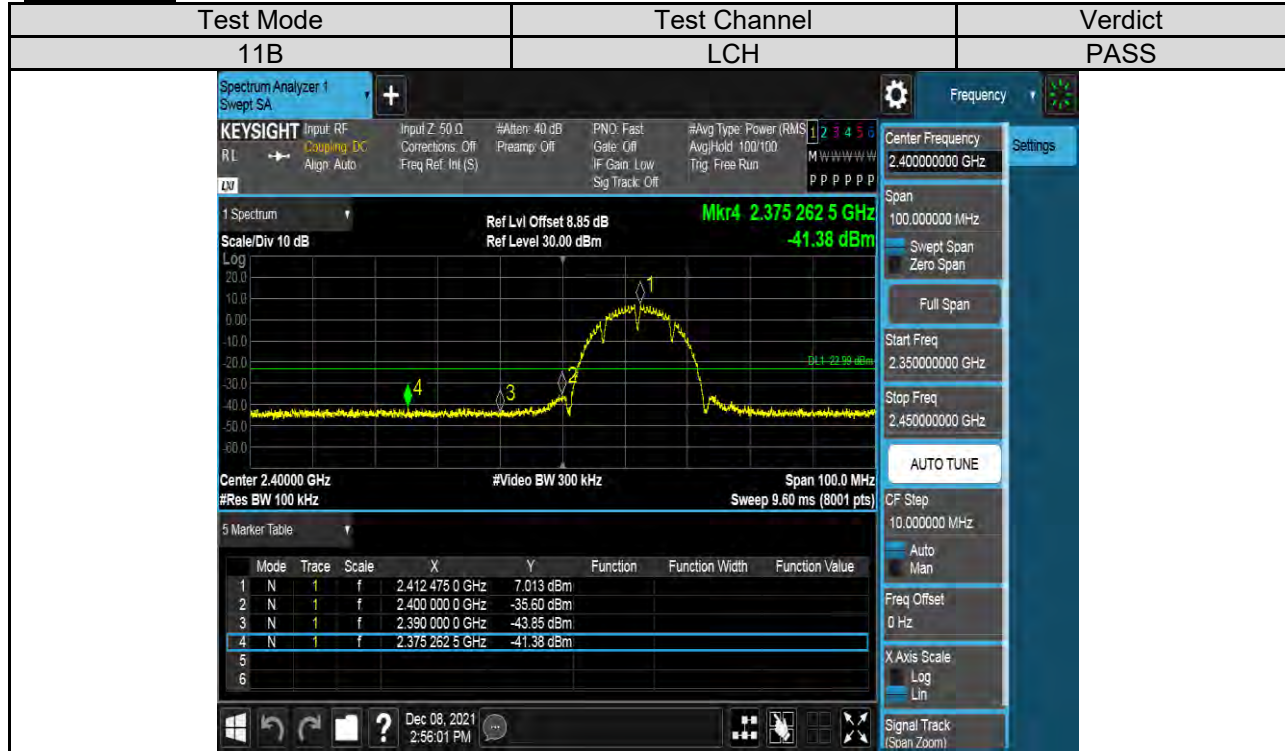 Test Mode Test Channel Verdict
11B LCH PASS
Spectrum Analyzer 1
Swept SA
+
Frequency
KEYSIGHT Input: RF Input Z: 50 Ω #Atten: 40 dB PNO: Fast #Avg Type: Power (RMS 1 2 3 4 5 6
RL Coupling: DC Corrections: Off Preamp: Off Gate: Off Avg|Hold: 100/100 M W W W W W
Align: Auto Freq Ref: Int (S) IF Gain: Low Trig: Free Run
Sig Track: Off P P P P P P
LXI
Center Frequency
2.400000000 GHz
Settings
1 Spectrum
Ref Lvl Offset 8.85 dB
Mkr4 2.375 262 5 GHz
Scale/Div 10 dB Ref Level 30.00 dBm -41.38 dBm
Log
20.0
10.0
0.00
-10.0
-20.0
-30.0
-40.0
-50.0
-60.0
1
2
3
4
DL1 -22.99 dBm
Center 2.40000 GHz #Video BW 300 kHz Span 100.0 MHz
#Res BW 100 kHz Sweep 9.60 ms (8001 pts)
Span
100.000000 MHz
Swept Span
Zero Span
Full Span
Start Freq
2.350000000 GHz
Stop Freq
2.450000000 GHz
AUTO TUNE
CF Step
10.000000 MHz
Auto
Man
Freq Offset
0 Hz
X Axis Scale
Log
Lin
Signal Track
(Span Zoom)
5 Marker Table
Mode Trace Scale X Y Function Function Width Function Value
1 N 1 f 2.412 475 0 GHz 7.013 dBm
2 N 1 f 2.400 000 0 GHz -35.60 dBm
3 N 1 f 2.390 000 0 GHz -43.85 dBm
4 N 1 f 2.375 262 5 GHz -41.38 dBm
5
6
? Dec 08, 2021
2:56:01 PM